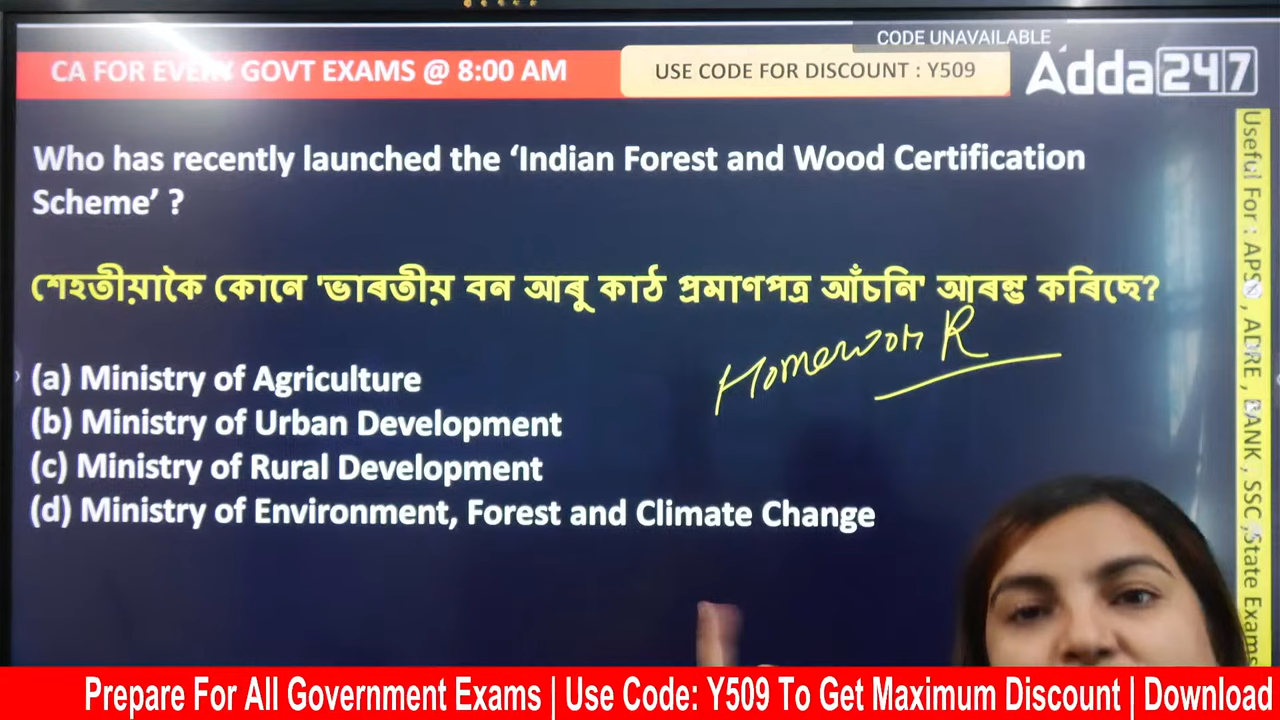 CODE UNAVAILABLE
CA FOR EVERY GOVT EXAMS @ 8:00 AM
USE CODE FOR DISCOUNT : Y509
Adda247
Who has recently launched the ‘Indian Forest and Wood Certification
Scheme’ ?
শেহতীয়াকৈ কোনে 'ভাৰতীয় বন আৰু কাঠ প্ৰমাণপত্ৰ আঁচনি' আৰম্ভ কৰিছে?
Homework
(a) Ministry of Agriculture
(b) Ministry of Urban Development
(c) Ministry of Rural Development
(d) Ministry of Environment, Forest and Climate Change
Useful For : APSC, ADRE , BANK , SSC ,State Exams
Prepare For All Government Exams | Use Code: Y509 To Get Maximum Discount | Download